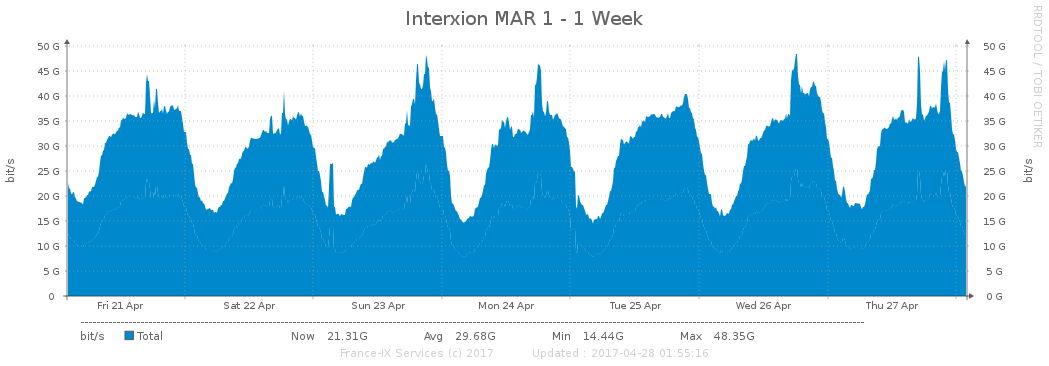 Interxion MAR 1 - 1 Week
RRDTOOL / TOBI OETIKER
bit/s
50 G 50 G
45 G 45 G
40 G 40 G
35 G 35 G
30 G 30 G
25 G 25 G
20 G 20 G
15 G 15 G
10 G 10 G
5 G 5 G
0 0 G
bit/s
Fri 21 Apr Sat 22 Apr Sun 23 Apr Mon 24 Apr Tue 25 Apr Wed 26 Apr Thu 27 Apr
bit/s Total Now 21.31G Avg 29.68G Min 14.44G Max 48.35G
France-IX Services (c) 2017 Updated : 2017-04-28 01:55:16